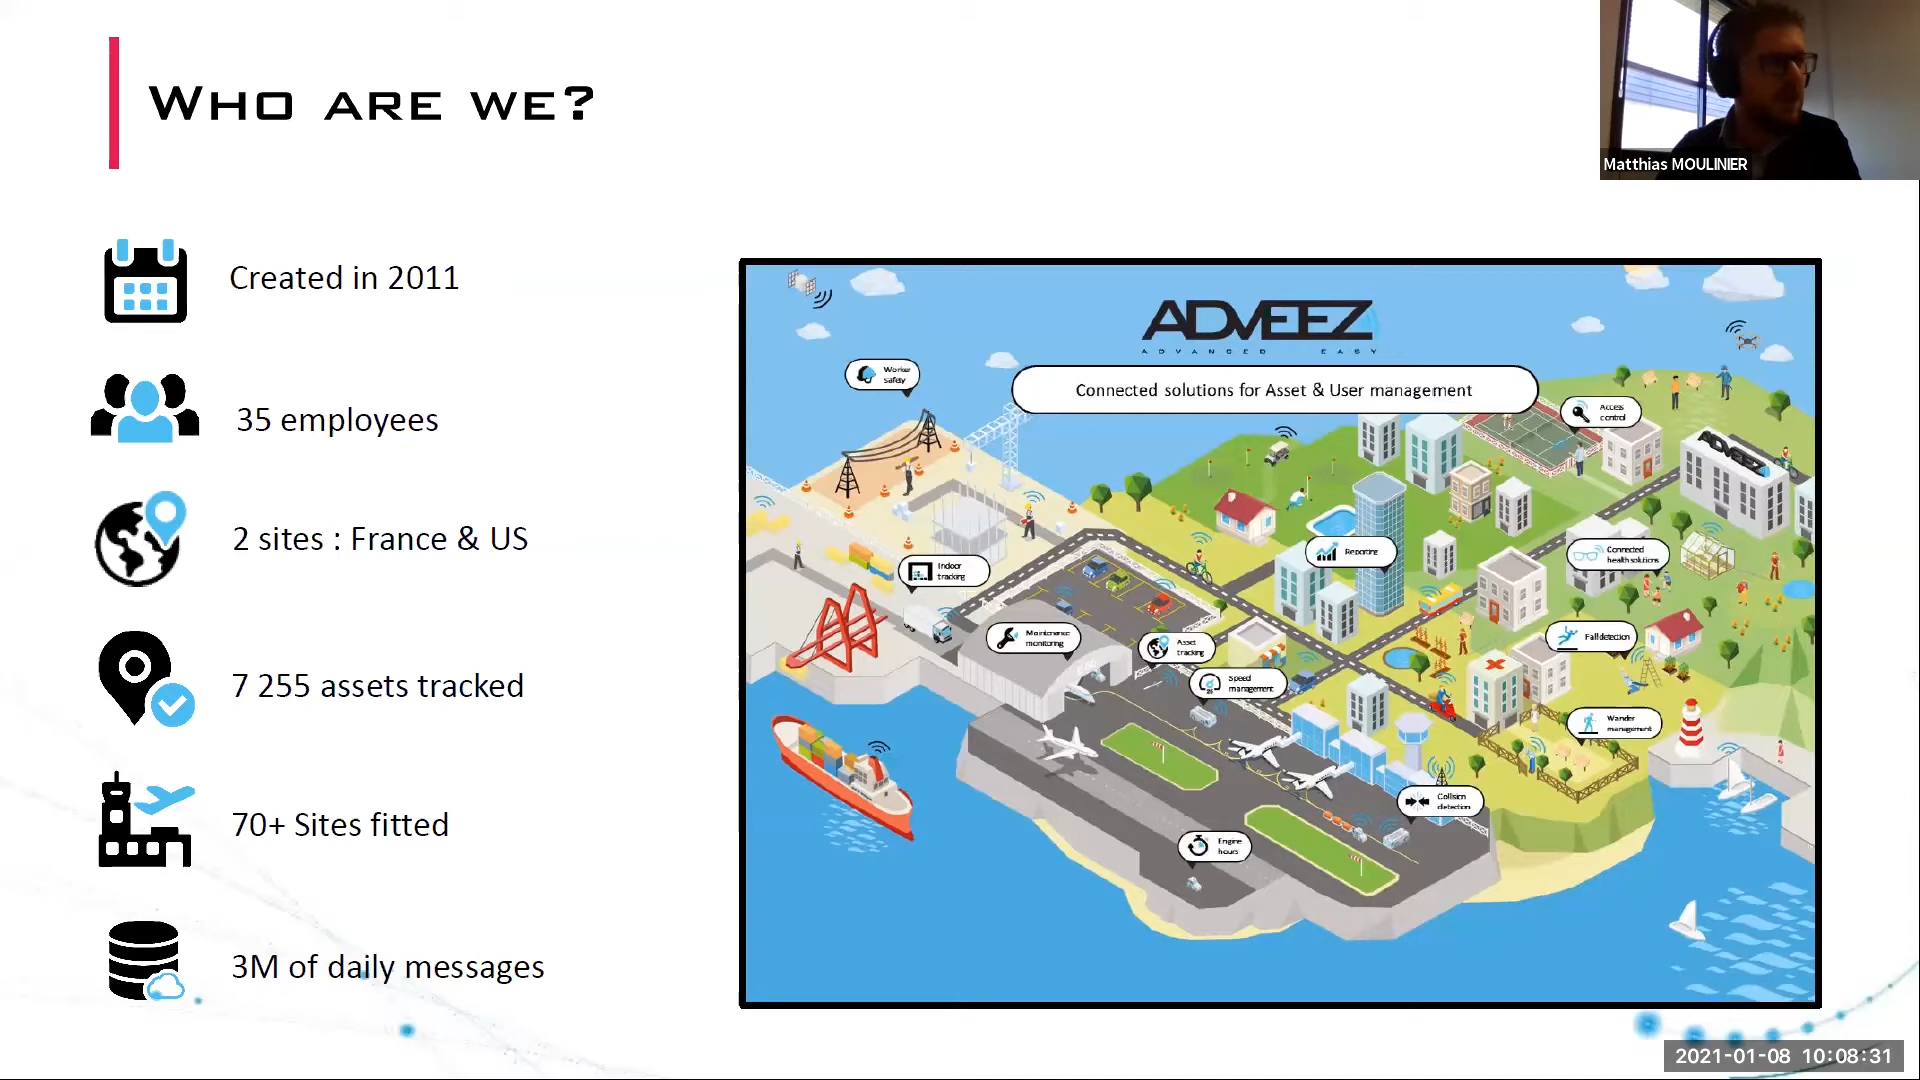 WHO ARE WE?
Matthias MOULINIER
Created in 2011
35 employees
2 sites : France & US
7 255 assets tracked
70+ Sites fitted
3M of daily messages
ADVEEZ
ADVANCED EASY
Connected solutions for Asset & User management
Worker
safety
Access
control
ADVEEZ
Reporting
Connected
health solutions
Indoor
tracking
Maintenance
monitoring
Asset
tracking
Fall detection
Speed
management
Wander
management
Collision
detection
Engine
hours
2021-01-08 10:08:31